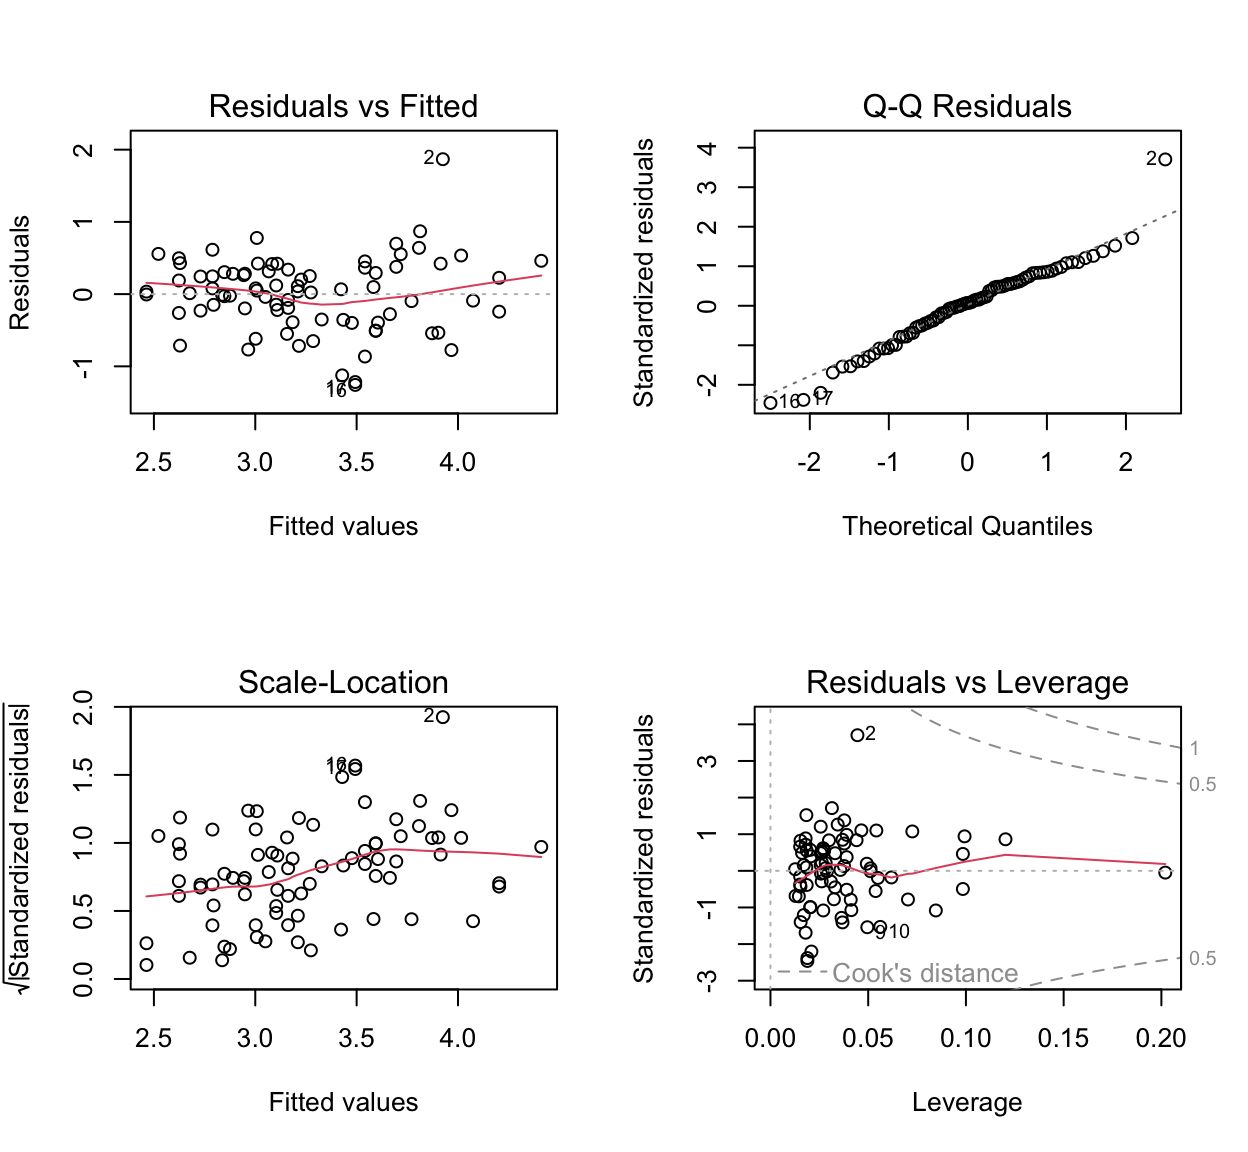 Residuals vs Fitted
Residuals
2
1
0
-1
2
16
2.5 3.0 3.5 4.0
Fitted values
Q-Q Residuals
Standardized residuals
4
3
2
1
0
-2
2
16
17
-2 -1 0 1 2
Theoretical Quantiles
Scale-Location
√|Standardized residuals|
2.0
1.5
1.0
0.5
0.0
2
2.5 3.0 3.5 4.0
Fitted values
Residuals vs Leverage
Standardized residuals
3
1
-1
-3
2
9
10
1
0.5
0.5
Cook's distance
0.00 0.05 0.10 0.15 0.20
Leverage